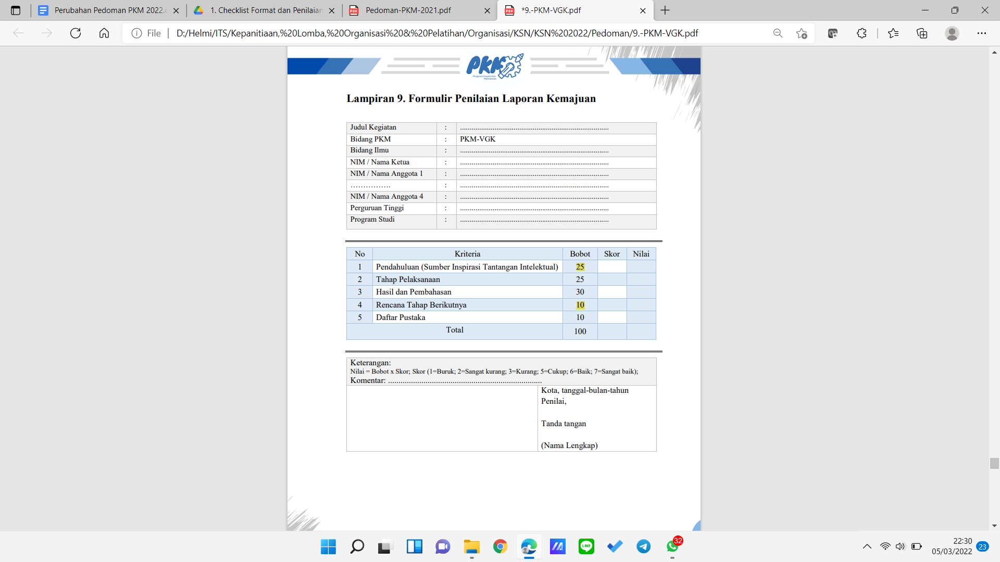 Perubahan Pedoman PKM 2022.
1. Checklist Format dan Penilaian
Pedoman-PKM-2021.pdf
*9.-PKM-VGK.pdf
File
D:/Helmi/ITS/Kepanitiaan,%20Lomba,%20Organisasi%20&%20Pelatihan/Organisasi/KSN/KSN%202022/Pedoman/9.-PKM-VGK.pdf
PKM
Program Kreativitas
Mahasiswa
Lampiran 9. Formulir Penilaian Laporan Kemajuan
Judul Kegiatan : ..............................................................................
Bidang PKM : PKM-VGK
Bidang Ilmu : ..............................................................................
NIM / Nama Ketua : ..............................................................................
NIM / Nama Anggota 1 : ..............................................................................
……………. : ..............................................................................
NIM / Nama Anggota 4 : ..............................................................................
Perguruan Tinggi : ..............................................................................
Program Studi : ..............................................................................
No Kriteria Bobot Skor Nilai
1 Pendahuluan (Sumber Inspirasi Tantangan Intelektual) 25
2 Tahap Pelaksanaan 25
3 Hasil dan Pembahasan 30
4 Rencana Tahap Berikutnya 10
5 Daftar Pustaka 10
Total 100
Keterangan:
Nilai = Bobot x Skor; Skor (1=Buruk; 2=Sangat kurang; 3=Kurang; 5=Cukup; 6=Baik; 7=Sangat baik);
Komentar: ..........................................................................
Kota, tanggal-bulan-tahun
Penilai,
Tanda tangan
(Nama Lengkap)
LINE
32
22:30
05/03/2022
23